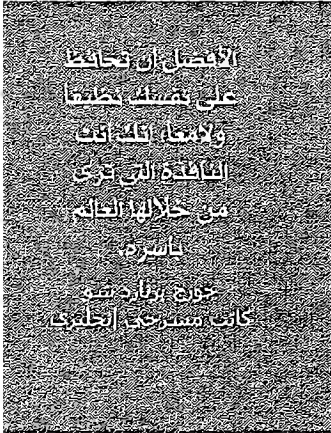 الأفضل أن تحافظ
على نفسك نظيفا
ولامعا، إنك أنت
النافذة التي ترى
من خلالها العالم
بأسره.
جورج برنارد شو
كاتب مسرحي إنجليزي